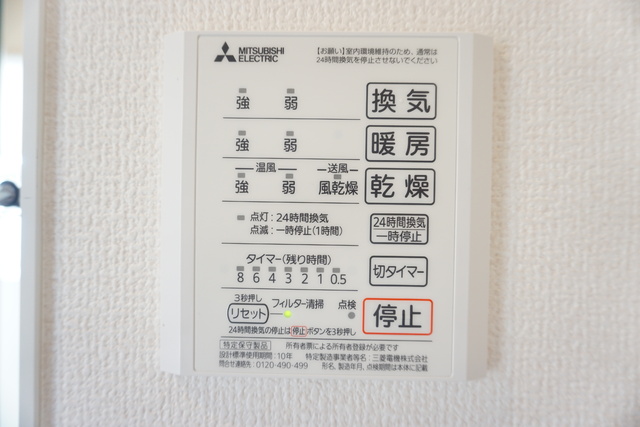 MITSUBISHI
ELECTRIC
【お願い】室内環境維持のため、通常は
24時間換気を停止させないでください
強 弱 換気
強 弱 暖房
温風 送風
強 弱 風乾燥 乾燥
点灯:24時間換気
点滅:一時停止(1時間)
24時間換気
一時停止
タイマー(残り時間)
8 6 4 3 2 1 0.5
切タイマー
3秒押し
リセット フィルター清掃 点検
停止
24時間換気の停止は停止ボタンを3秒押し
特定保守製品 所有者票による所有者登録が必要です
設計標準使用期間:10年 特定製造事業者等名:三菱電機株式会社
問合せ連絡先:0120-490-499 形名、製造年月、点検期間は本体に記載